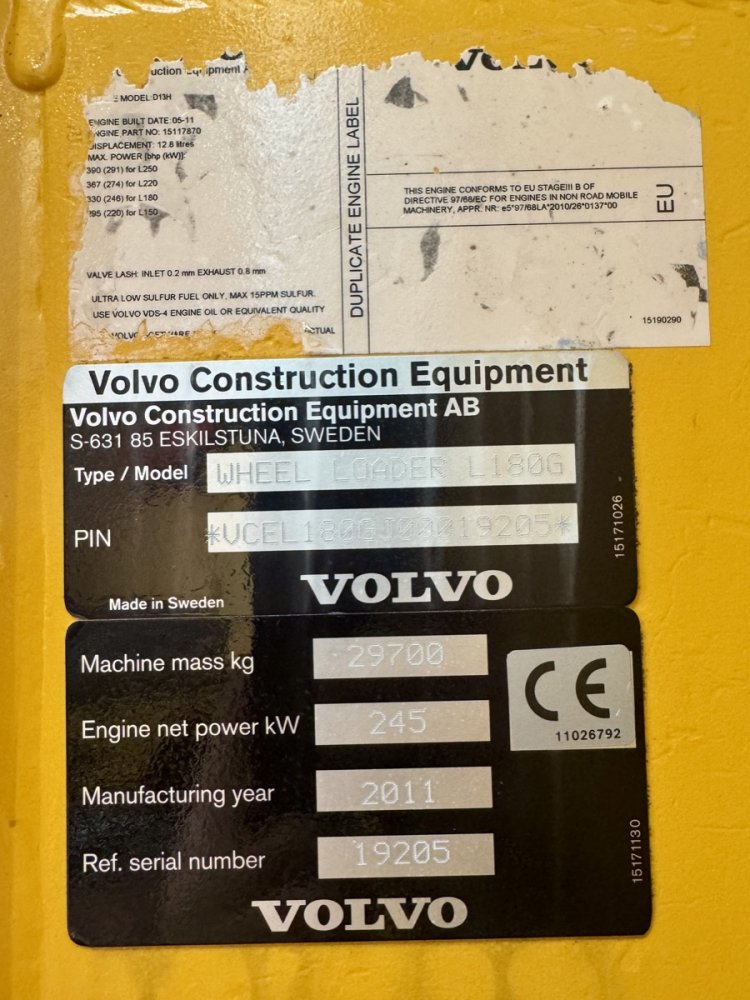 onstruction Equipment A
VOLV
MODEL: D13H
ENGINE BUILT DATE: 05-11
ENGINE PART NO: 15117870
DISPLACEMENT: 12.8 litres
MAX. POWER [bhp (kW)]:
390 (291) for L250
367 (274) for L220
330 (246) for L180
295 (220) for L150
VALVE LASH: INLET 0.2 mm EXHAUST 0.8 mm
ULTRA LOW SULFUR FUEL ONLY, MAX 15PPM SULFUR.
USE VOLVO VDS-4 ENGINE OIL OR EQUIVALENT QUALITY
VOLVO
ACTUAL
DUPLICATE ENGINE LABEL
THIS ENGINE CONFORMS TO EU STAGEIII B OF
DIRECTIVE 97/68/EC FOR ENGINES IN NON ROAD MOBILE
MACHINERY, APPR. NR: e5*97/68LA*2010/26*0137*00
EU
15190290
Volvo Construction Equipment
Volvo Construction Equipment AB
S-631 85 ESKILSTUNA, SWEDEN
Type / Model WHEEL LOADER L180G
PIN *VCEL180GJ00019205*
15171026
Made in Sweden VOLVO
Machine mass kg 29700
Engine net power kW 245
CE
11026792
Manufacturing year 2011
Ref. serial number 19205
15171130
VOLVO